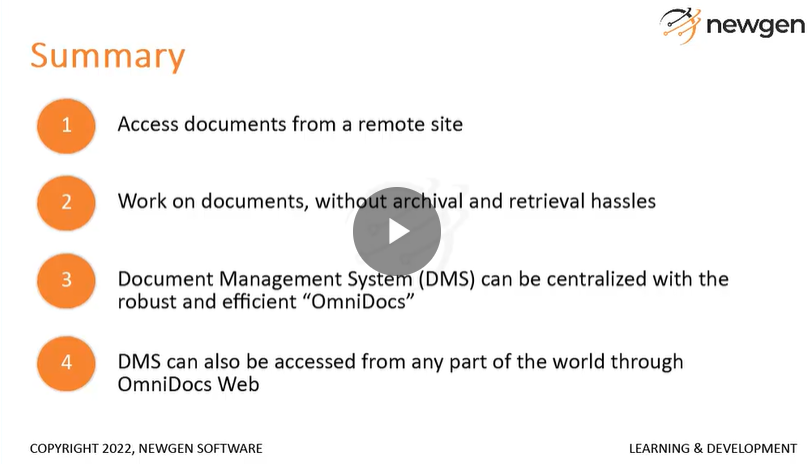 newgen
Summary
1
Access documents from a remote site
2
Work on documents, without archival and retrieval hassles
3
Document Management System (DMS) can be centralized with the
robust and efficient “OmniDocs”
4
DMS can also be accessed from any part of the world through
OmniDocs Web
COPYRIGHT 2022, NEWGEN SOFTWARE
LEARNING & DEVELOPMENT